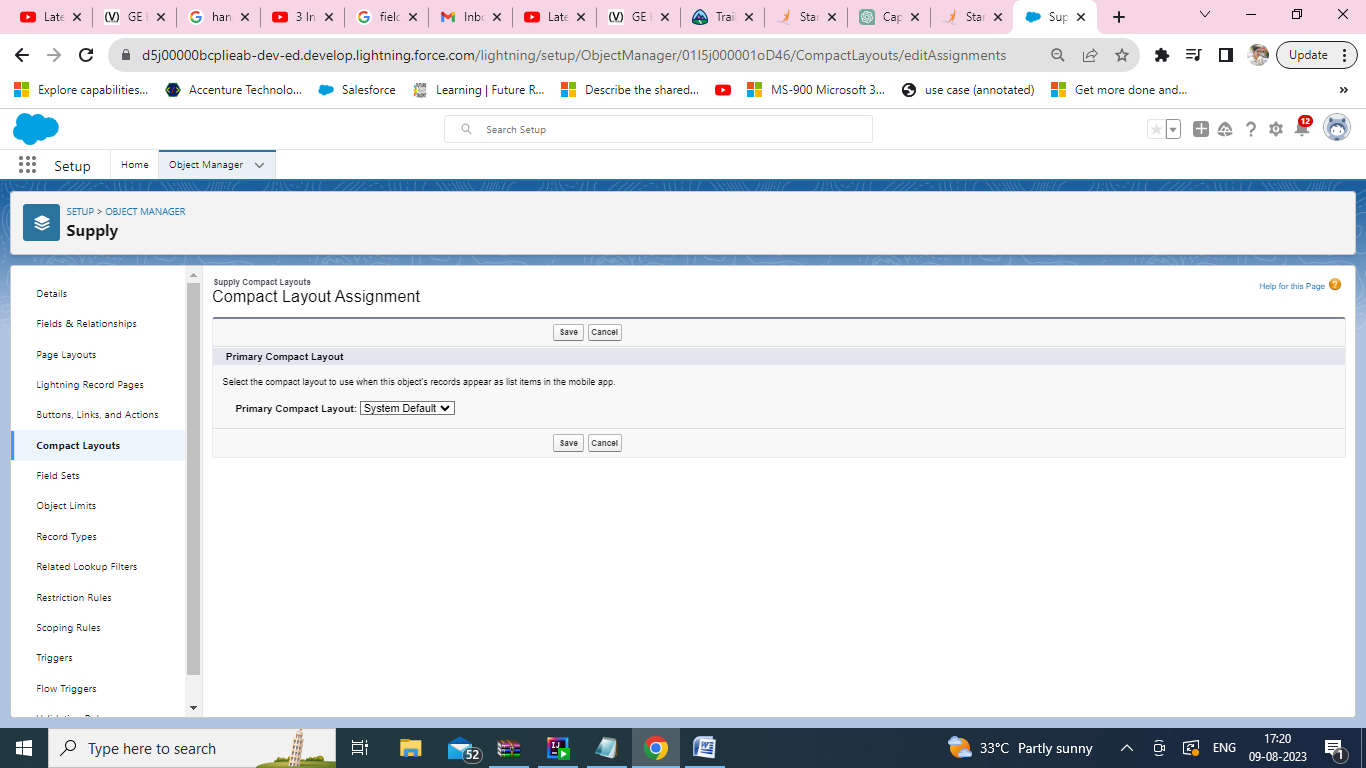 Late
GE I
han
3 In
field
Inbo
Late
GE I
Trai
Star
Cap
Star
Sup
d5j00000bcplieab-dev-ed.develop.lightning.force.com/lightning/setup/ObjectManager/01I5j000001oD46/CompactLayouts/editAssignments
Update
Explore capabilities... Accenture Technolo... Salesforce Learning | Future R... Describe the shared... MS-900 Microsoft 3... use case (annotated) Get more done and... »
Search Setup
12
Setup Home Object Manager
SETUP > OBJECT MANAGER
Supply
Details
Fields & Relationships
Page Layouts
Lightning Record Pages
Buttons, Links, and Actions
Compact Layouts
Field Sets
Object Limits
Record Types
Related Lookup Filters
Restriction Rules
Scoping Rules
Triggers
Flow Triggers
Supply Compact Layouts
Compact Layout Assignment
Help for this Page ?
Save Cancel
Primary Compact Layout
Select the compact layout to use when this object's records appear as list items in the mobile app.
Primary Compact Layout: System Default
Save Cancel
Type here to search
52
33°C Partly sunny
ENG
17:20
09-08-2023
1